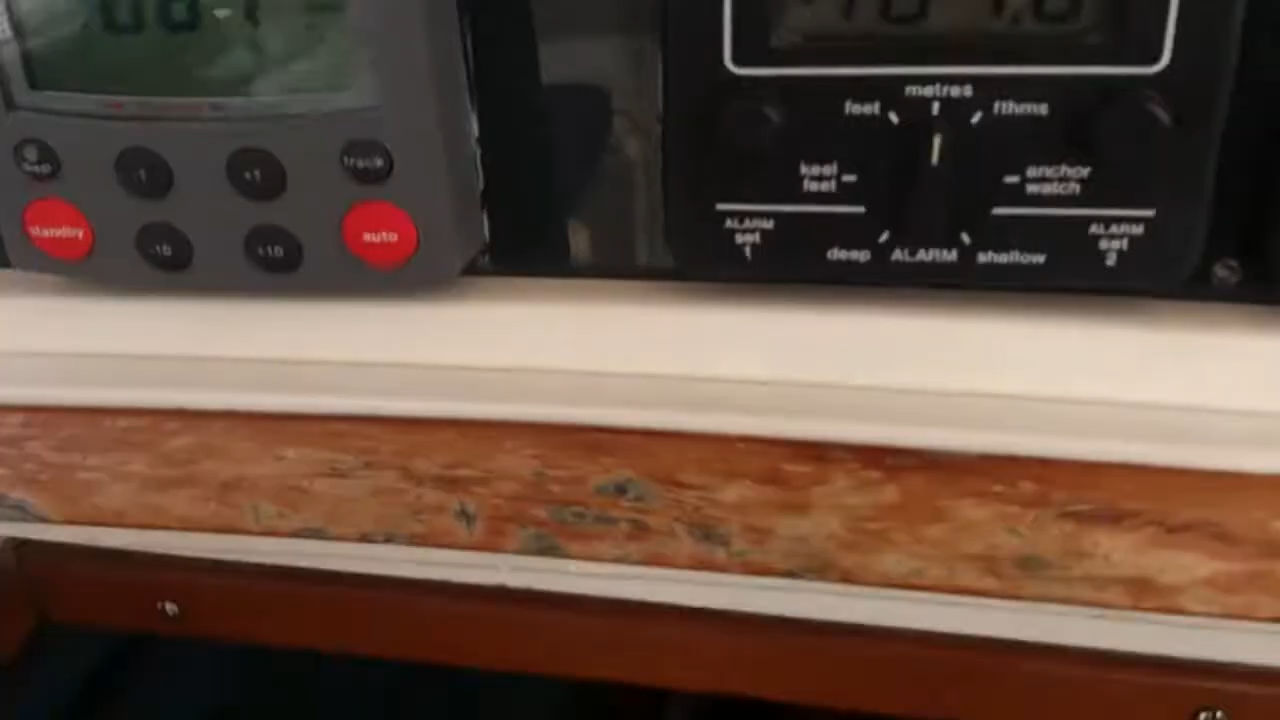 -1
+1
track
standby
-10
+10
auto
metres
feet
fthms
keel
feet
anchor
watch
ALARM
set
1
deep
ALARM
shallow
ALARM
set
2